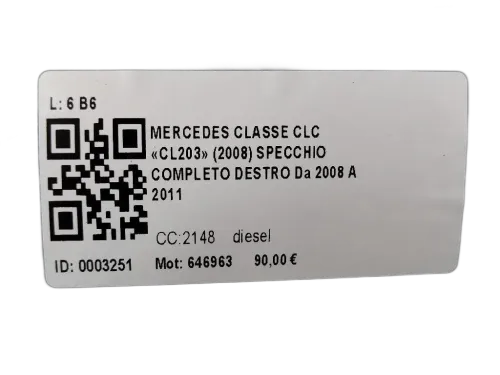 L: 6 B6
MERCEDES CLASSE CLC
«CL203» (2008) SPECCHIO
COMPLETO DESTRO Da 2008 A
2011
CC:2148 diesel
ID: 0003251 Mot: 646963 90,00 €